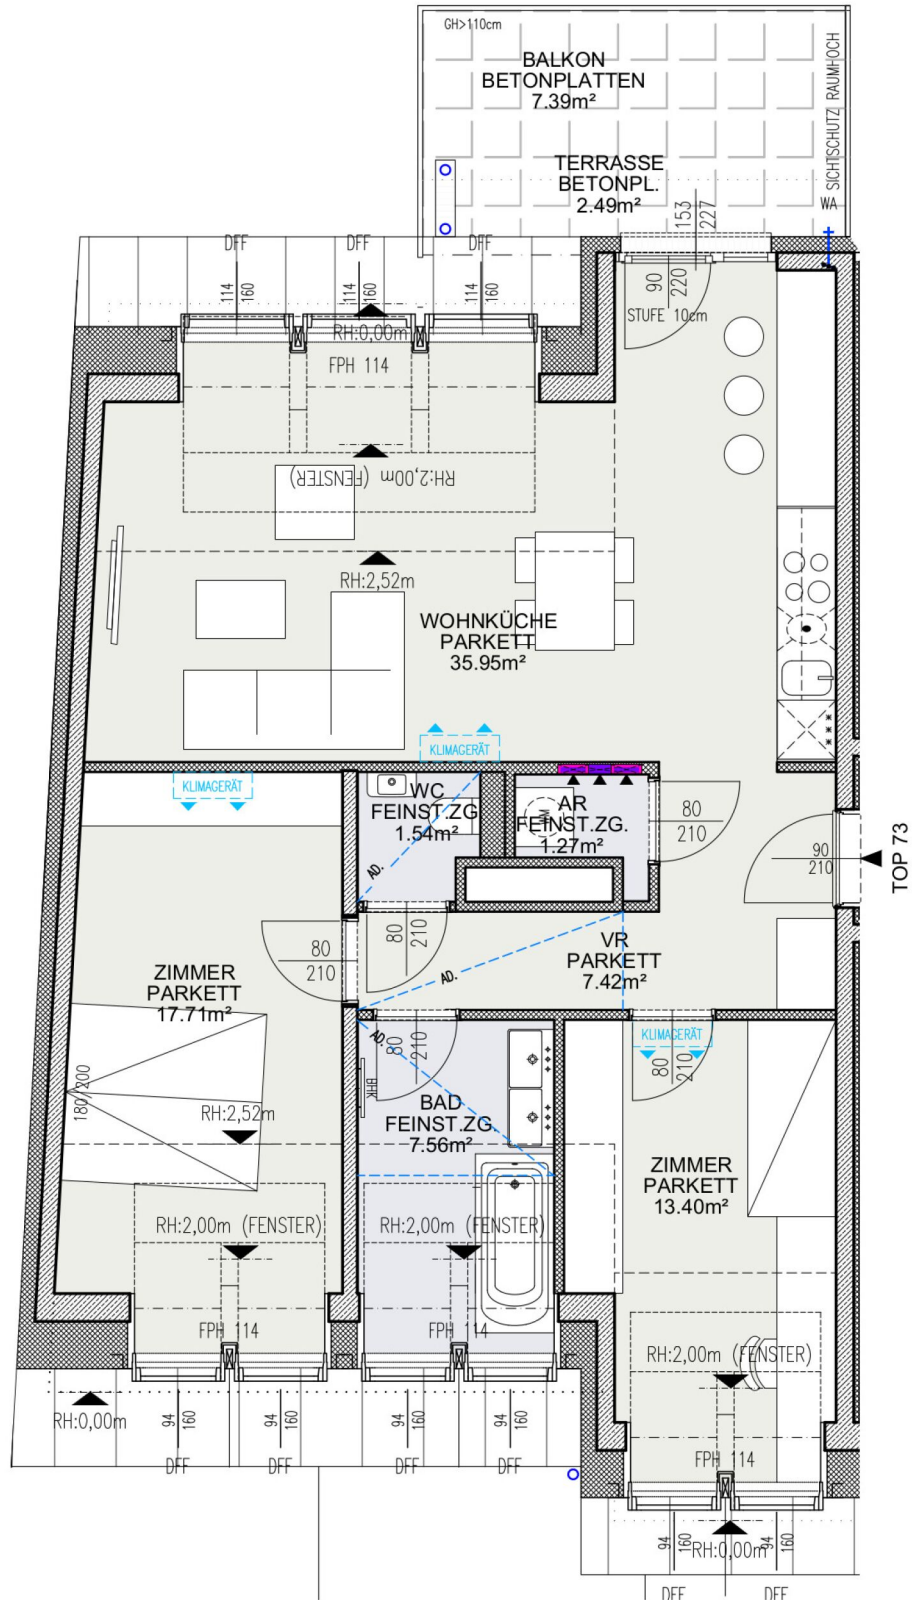 GH>110cm
BALKON
BETONPLATTEN
7.39m²
SICHTSCHUTZ RAUMHOCH
WA
TERRASSE
BETONPL.
2.49m²
153
227
DFF
DFF
DFF
114
160
114
160
114
160
90
220
STUFE 10cm
RH:0,00m
FPH 114
RH:2,00m (FENSTER)
RH:2,52m
WOHNKÜCHE
PARKETT
35.95m²
KLIMAGERÄT
KLIMAGERÄT
WC
FEINST.ZG.
1.54m²
AD.
WM
AR
FEINST.ZG.
1.27m²
80
210
90
210
TOP 73
80
210
80
210
VR
PARKETT
7.42m²
AD.
ZIMMER
PARKETT
17.71m²
180/200
RH:2,52m
AD.
80
210
BHK
BAD
FEINST.ZG.
7.56m²
KLIMAGERÄT
80
210
ZIMMER
PARKETT
13.40m²
RH:2,00m (FENSTER)
RH:2,00m (FENSTER)
FPH 114
FPH 114
RH:2,00m (FENSTER)
FPH 114
RH:0,00m
94
160
94
160
94
160
94
160
DFF
DFF
DFF
DFF
94
160
RH:0,00m
94
160
DFF
DFF